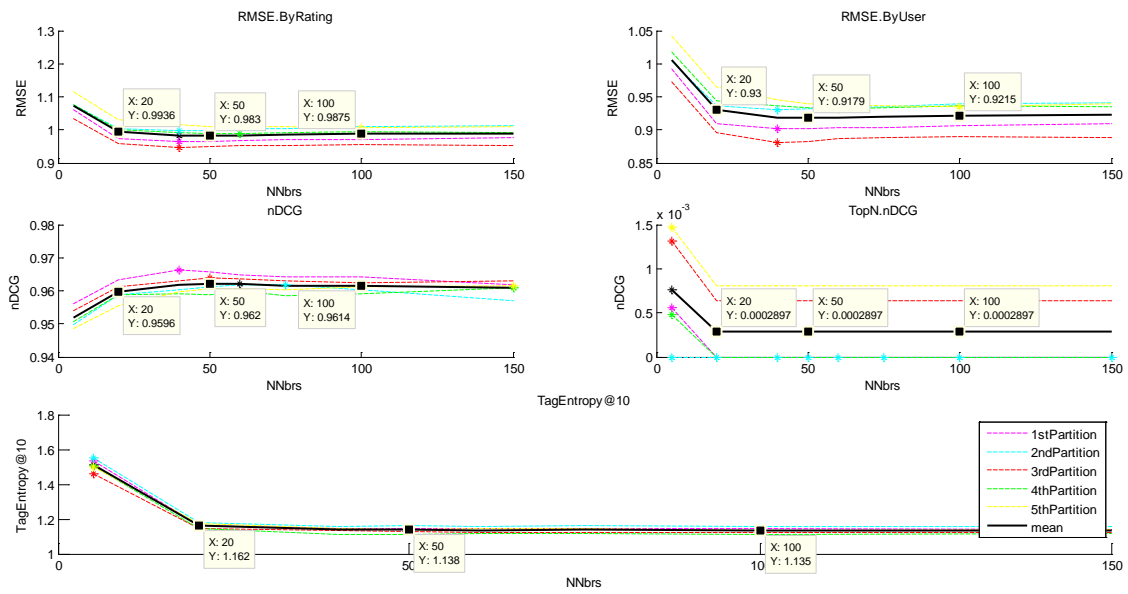 RMSE.ByRating
RMSE.ByUser
1.3
1.2
1.1
1
0.9
RMSE
X: 20
Y: 0.9936
X: 50
Y: 0.983
X: 100
Y: 0.9875
0
50
100
150
NNbrs
1.05
1
0.95
0.9
0.85
RMSE
X: 20
Y: 0.93
X: 50
Y: 0.9179
X: 100
Y: 0.9215
0
50
100
150
NNbrs
nDCG
0.98
0.97
0.96
0.95
0.94
nDCG
X: 20
Y: 0.9596
X: 50
Y: 0.962
X: 100
Y: 0.9614
0
50
100
150
NNbrs
TopN.nDCG
x 10-3
1.5
1
0.5
0
nDCG
X: 20
Y: 0.0002897
X: 50
Y: 0.0002897
X: 100
Y: 0.0002897
0
50
100
150
NNbrs
TagEntropy@10
1.8
1.6
1.4
1.2
1
TagEntropy@10
X: 20
Y: 1.162
X: 50
Y: 1.138
X: 100
Y: 1.135
0
50
100
150
NNbrs
1stPartition
2ndPartition
3rdPartition
4thPartition
5thPartition
mean